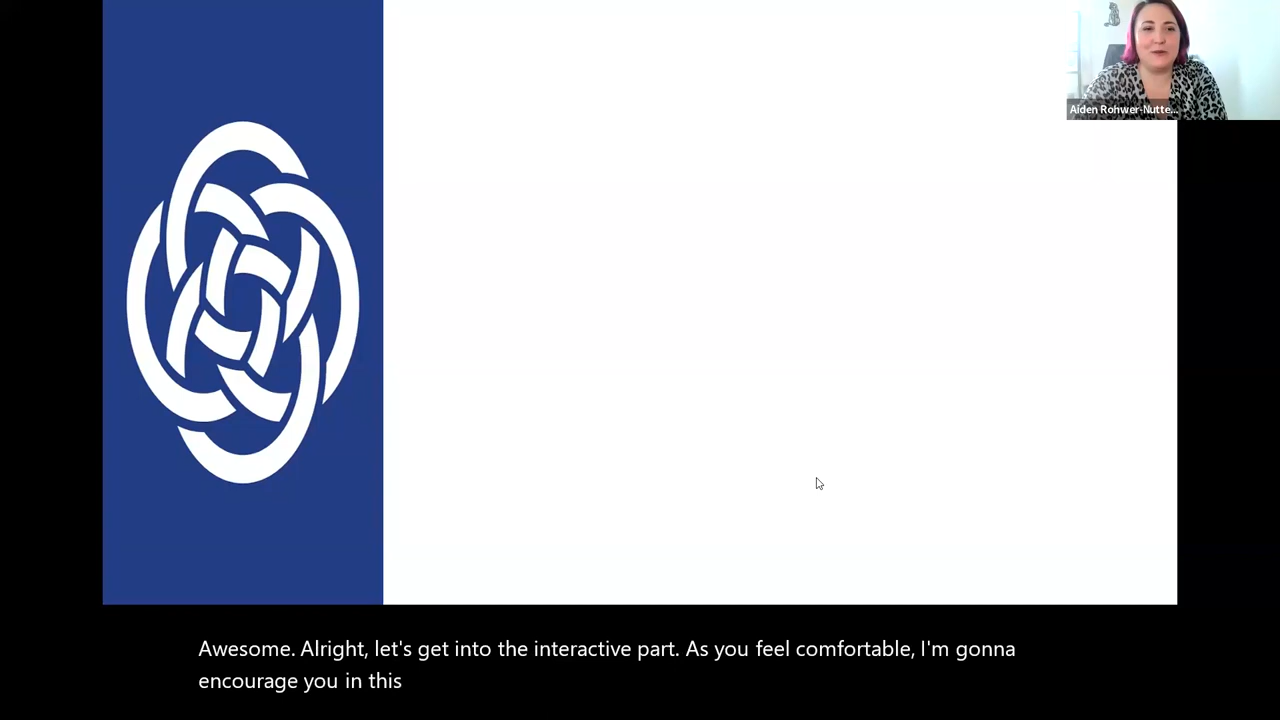 Aiden Rohwer-Nutte...
Awesome. Alright, let's get into the interactive part. As you feel comfortable, I'm gonna
encourage you in this